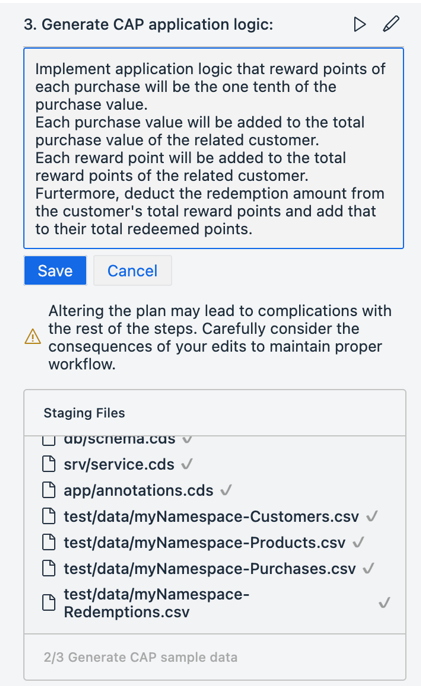 3. Generate CAP application logic:
Implement application logic that reward points of
each purchase will be the one tenth of the
purchase value.
Each purchase value will be added to the total
purchase value of the related customer.
Each reward point will be added to the total
reward points of the related customer.
Furtermore, deduct the redemption amount from
the customer's total reward points and add that
to their total redeemed points.
Save
Cancel
Altering the plan may lead to complications with
the rest of the steps. Carefully consider the
consequences of your edits to maintain proper
workflow.
Staging Files
db/schema.cds
srv/service.cds
app/annotations.cds
test/data/myNamespace-Customers.csv
test/data/myNamespace-Products.csv
test/data/myNamespace-Purchases.csv
test/data/myNamespace-
Redemptions.csv
2/3 Generate CAP sample data